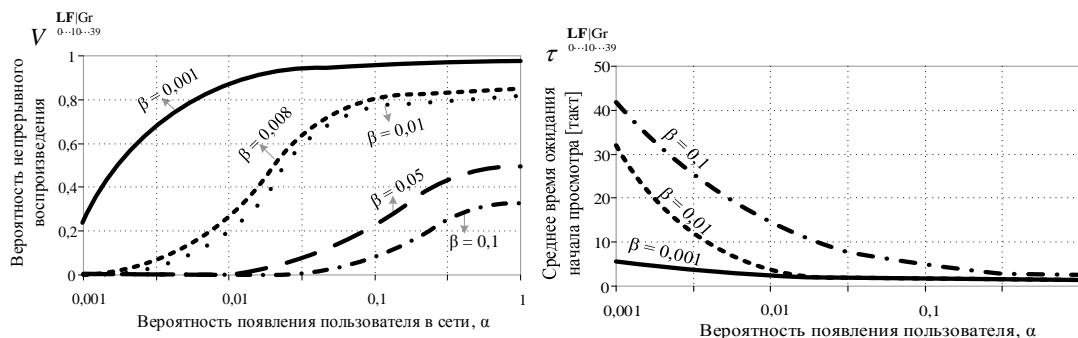 LF|Gr
0···10···39
V
Вероятность непрерывного
воспроизведения
1
0,8
0,6
0,4
0,2
0
β = 0,001
β = 0,008
β = 0,01
β = 0,05
β = 0,1
0,001
0,01
0,1
1
Вероятность появления пользователя в сети, α
LF|Gr
0···10···39
τ
Среднее время ожидания
начала просмотра [такт]
50
40
30
20
10
0
β = 0,1
β = 0,01
β = 0,001
0,001
0,01
0,1
Вероятность появления пользователя, α